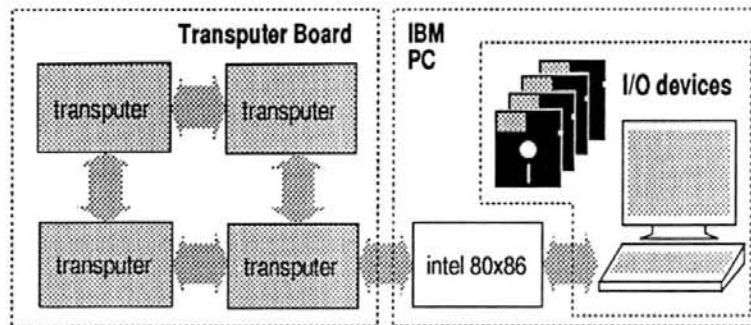 Transputer Board
IBM
PC
I/O devices
transputer
transputer
transputer
transputer
intel 80x86